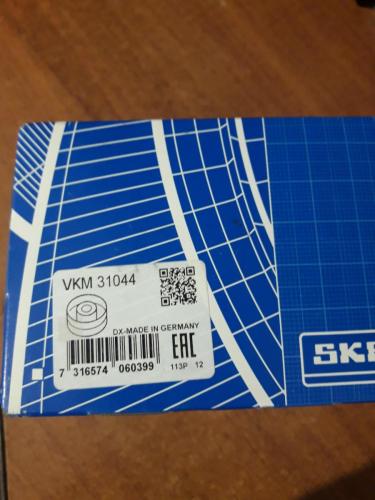 VKM 31044
DX-MADE IN GERMANY
7 316574 060399
EAC
113P 12
SKF